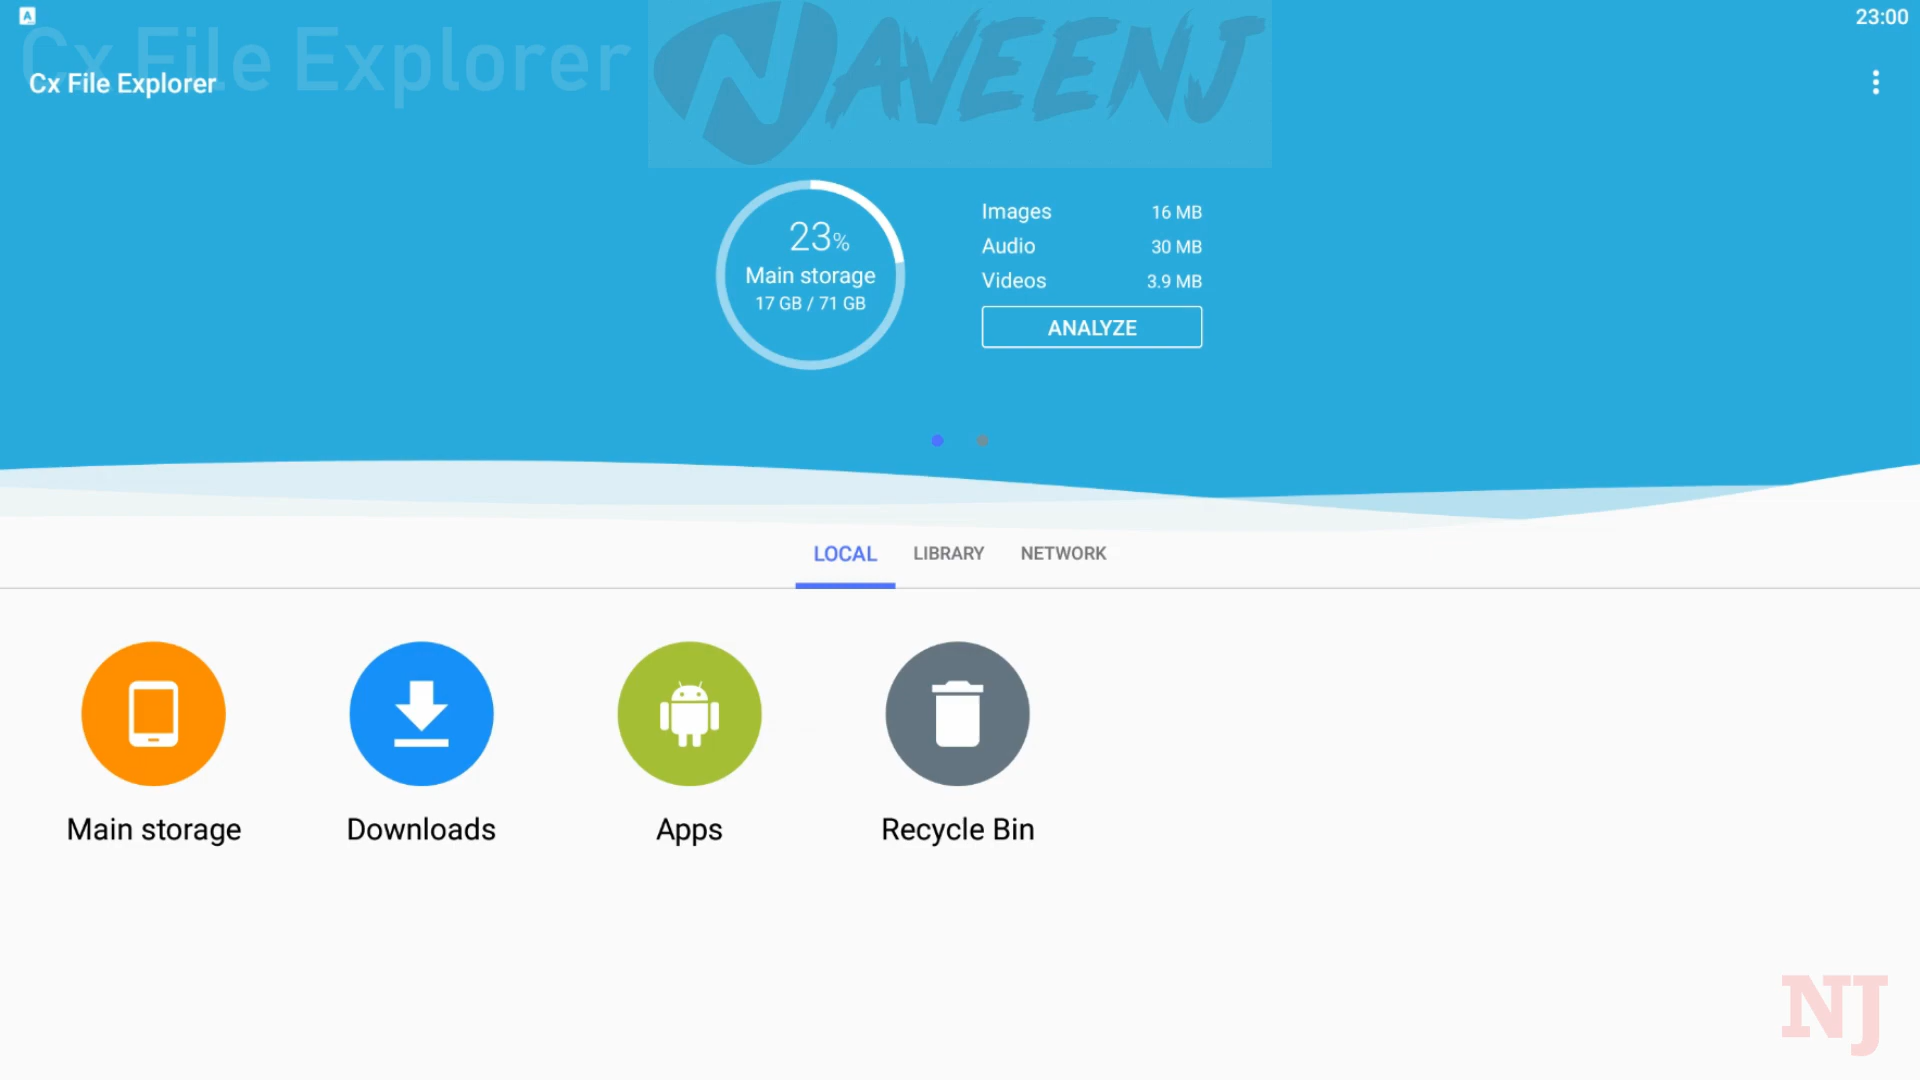 A
23:00
Cx File Explorer
NAVEENJ
Cx File Explorer
23%
Main storage
17 GB / 71 GB
Images 16 MB
Audio 30 MB
Videos 3.9 MB
ANALYZE
LOCAL LIBRARY NETWORK
Main storage Downloads Apps Recycle Bin
NJ